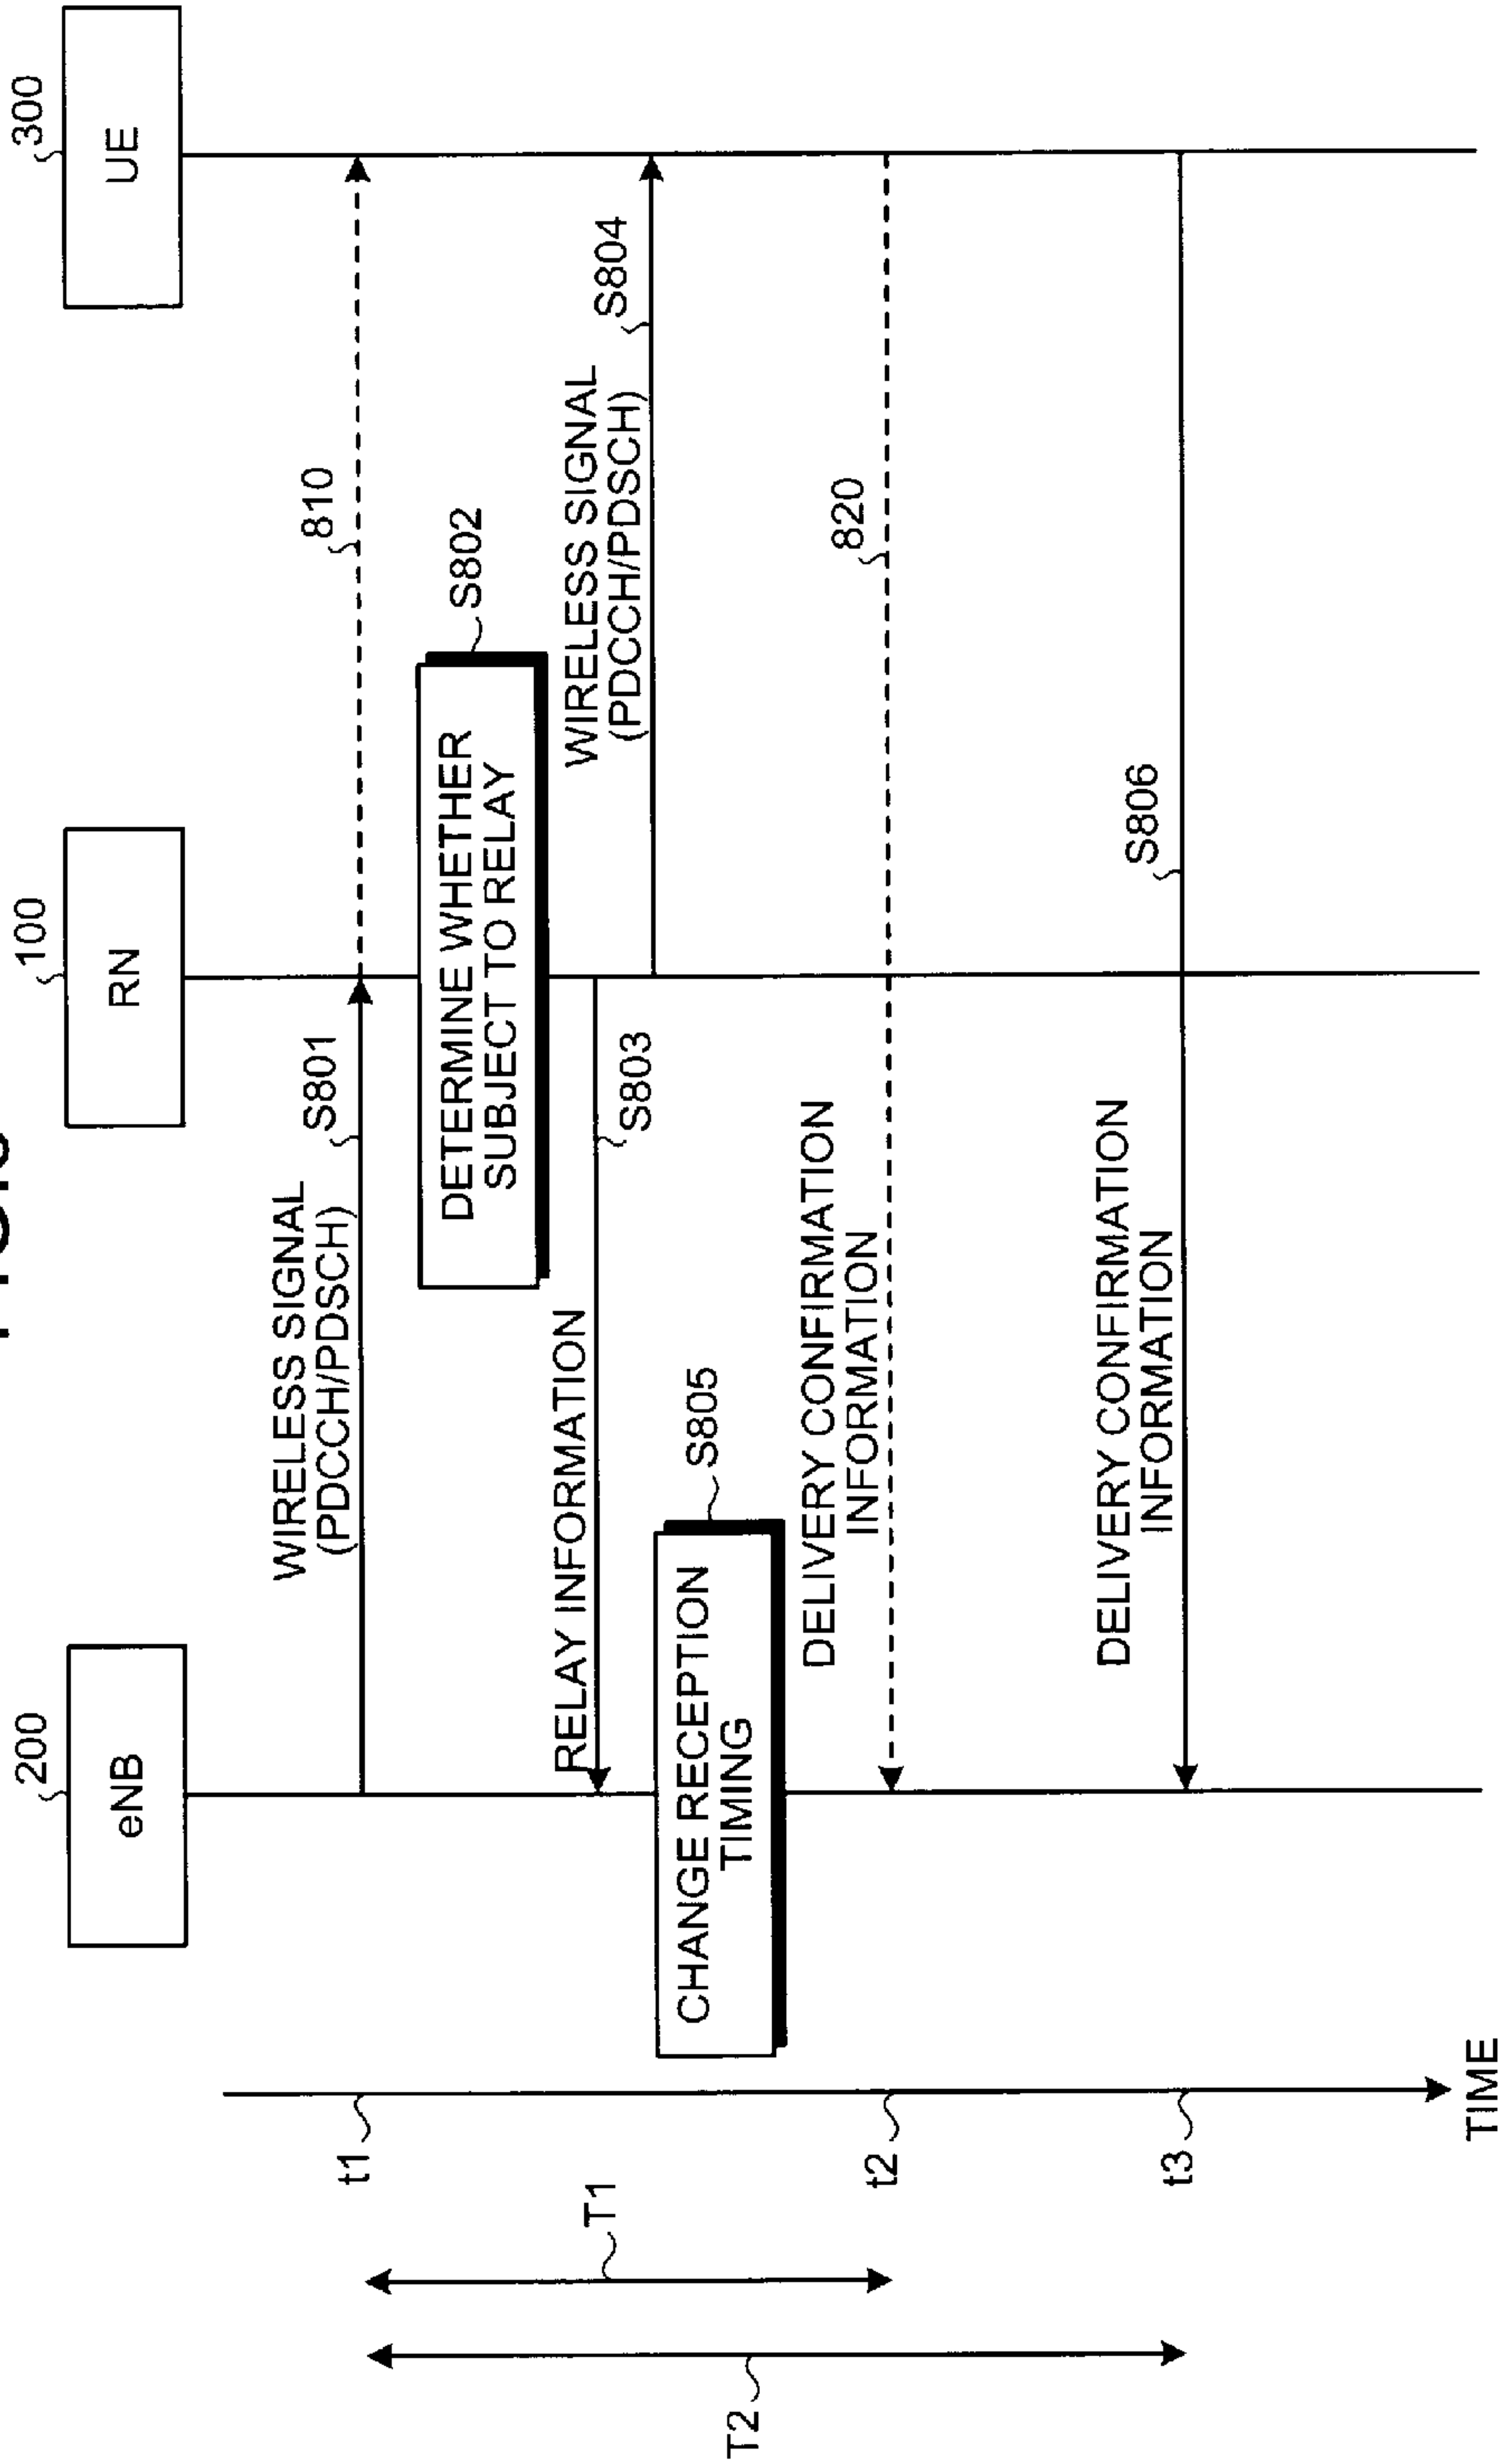 200
100
300
eNB
RN
UE
WIRELESS SIGNAL
(PDCCH/PDSCH)
S801
810
t1
DETERMINE WHETHER
SUBJECT TO RELAY
S802
RELAY INFORMATION
S803
WIRELESS SIGNAL
(PDCCH/PDSCH)
S804
T1
CHANGE RECEPTION
TIMING
S805
T2
DELIVERY CONFIRMATION
INFORMATION
820
t2
DELIVERY CONFIRMATION
INFORMATION
S806
t3
TIME